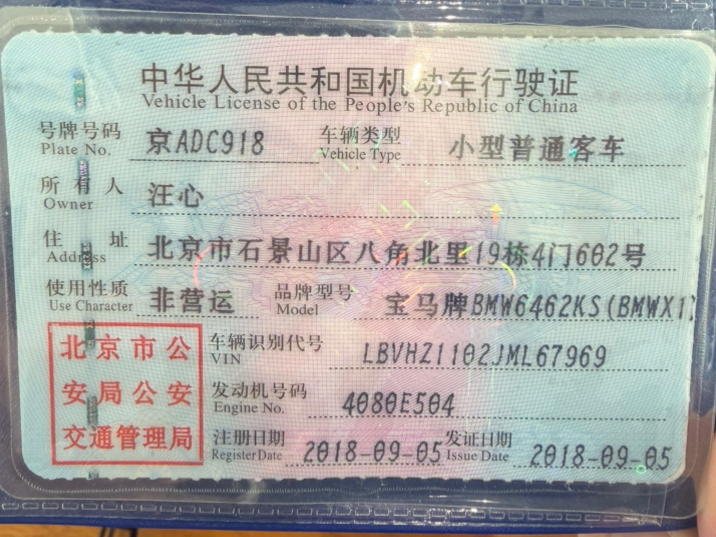 中华人民共和国机动车行驶证
Vehicle License of the People's Republic of China
号牌号码 京ADC918 车辆类型 小型普通客车
Plate No. Vehicle Type
所有人 汪心
Owner
住址 北京市石景山区八角北里19栋4门602号
Address
使用性质 非营运 品牌型号 宝马牌BMW6462KS(BMWX1)
Use Character Model
北京市公安局公安交通管理局
车辆识别代号 LBVHZ1102JML67969
VIN
发动机号码 4080E504
Engine No.
注册日期 2018-09-05 发证日期 2018-09-05
Register Date Issue Date